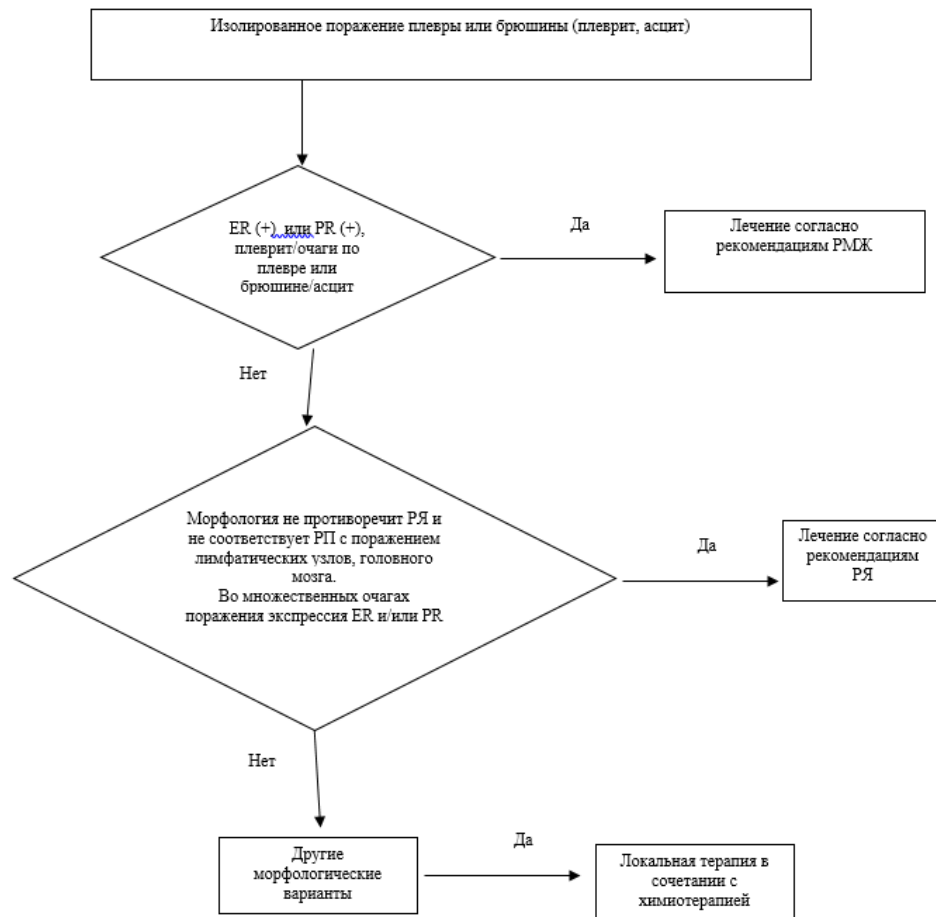 Изолированное поражение плевры или брюшины (плеврит, асцит)
ER (+) или PR (+),
плеврит/очаги по
плевре или
брюшине/асцит
Да
Лечение согласно
рекомендациям РМЖ
Нет
Морфология не противоречит РЯ и
не соответствует РП с поражением
лимфатических узлов, головного
мозга.
Во множественных очагах
поражения экспрессия ER и/или PR
Да
Лечение согласно
рекомендациям
РЯ
Нет
Другие
морфологические
варианты
Да
Локальная терапия в
сочетании с
химиотерапией